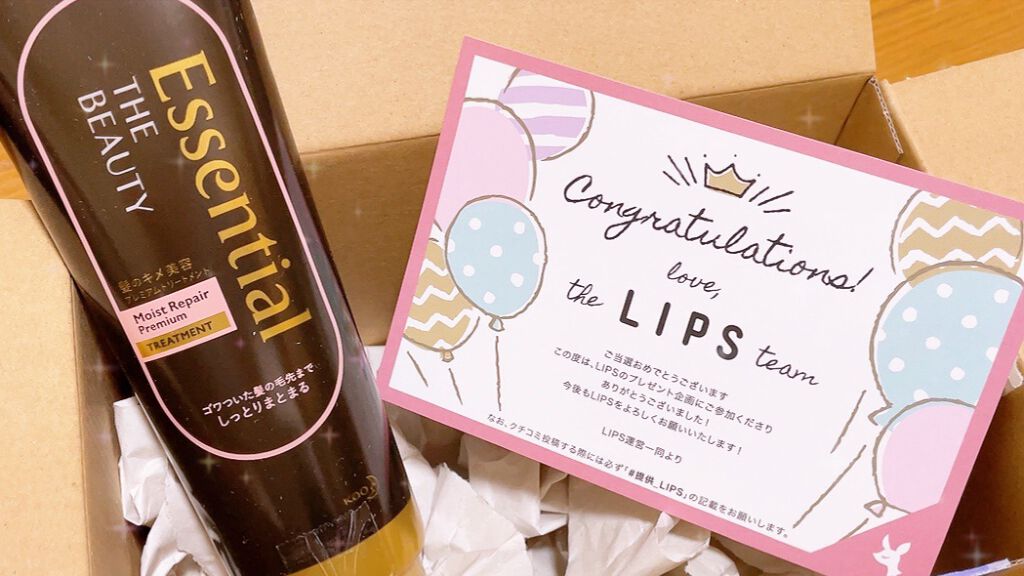 Essential
THE
BEAUTY
髪のキメ美容
プレミアムトリートメント
Moist Repair
Premium
TREATMENT
ゴワついた髪の毛先まで
しっとりまとまる
Congratulations!
love,
the LIPS team
ご当選おめでとうございます
この度は、LIPSのプレゼント企画にご参加くださり
ありがとうございました！
今後もLIPSをよろしくお願いいたします！
LIPS運営一同より
なお、クチコミ投稿する際には必ず「#提供_LIPS」の記載をお願いします。